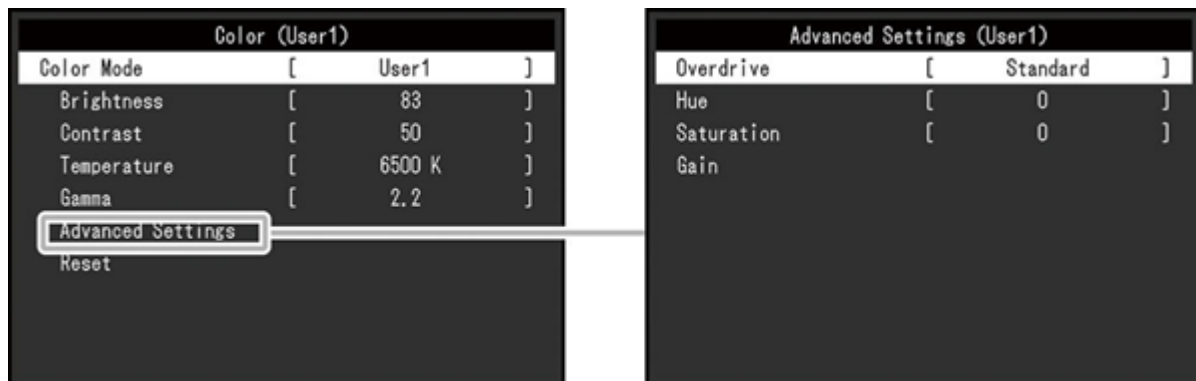 Color (User1)
Color Mode [ User1 ]
Brightness [ 83 ]
Contrast [ 50 ]
Temperature [ 6500 K ]
Gamma [ 2.2 ]
Advanced Settings
Reset
Advanced Settings (User1)
Overdrive [ Standard ]
Hue [ 0 ]
Saturation [ 0 ]
Gain